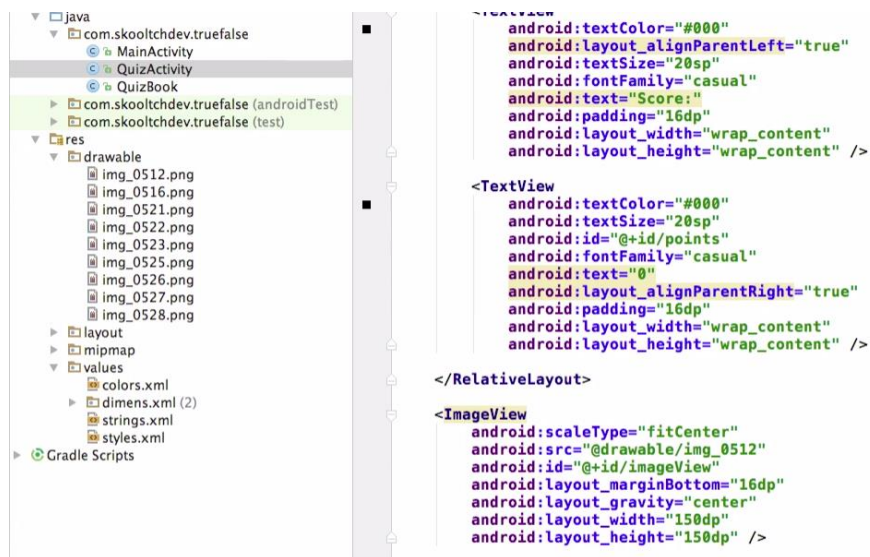 java
com.skooltchdev.truefalse
MainActivity
QuizActivity
QuizBook
com.skooltchdev.truefalse (androidTest)
com.skooltchdev.truefalse (test)
res
drawable
img_0512.png
img_0516.png
img_0521.png
img_0522.png
img_0523.png
img_0525.png
img_0526.png
img_0527.png
img_0528.png
layout
mipmap
values
colors.xml
dimens.xml (2)
strings.xml
styles.xml
Gradle Scripts
<TextView
android:textColor="#000"
android:layout_alignParentLeft="true"
android:textSize="20sp"
android:fontFamily="casual"
android:text="Score:"
android:padding="16dp"
android:layout_width="wrap_content"
android:layout_height="wrap_content" />
<TextView
android:textColor="#000"
android:textSize="20sp"
android:id="@+id/points"
android:fontFamily="casual"
android:text="0"
android:layout_alignParentRight="true"
android:padding="16dp"
android:layout_width="wrap_content"
android:layout_height="wrap_content" />
</RelativeLayout>
<ImageView
android:scaleType="fitCenter"
android:src="@drawable/img_0512"
android:id="@+id/imageView"
android:layout_marginBottom="16dp"
android:layout_gravity="center"
android:layout_width="150dp"
android:layout_height="150dp" />